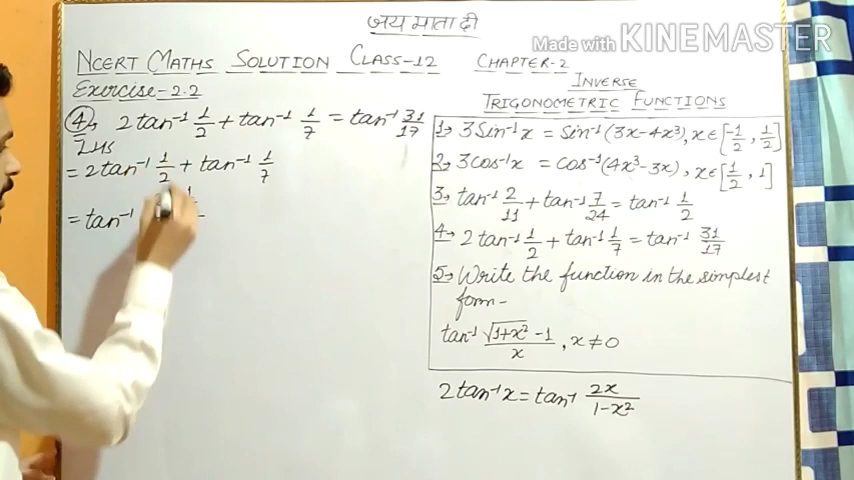 जय माता दी
Made with KINEMASTER
NCERT MATHS SOLUTION CLASS-12 CHAPTER-2
INVERSE
TRIGONOMETRIC FUNCTIONS
Exercise-2.2
4→ 2tan⁻¹ 1/2 + tan⁻¹ 1/7 = tan⁻¹ 31/17
LHS
= 2tan⁻¹ 1/2 + tan⁻¹ 1/7
= tan⁻¹
1→ 3Sin⁻¹x = Sin⁻¹(3x-4x³), x∈[-1/2, 1/2]
2→ 3cos⁻¹x = cos⁻¹(4x³-3x), x∈[1/2, 1]
3→ tan⁻¹ 2/11 + tan⁻¹ 7/24 = tan⁻¹ 1/2
4→ 2tan⁻¹ 1/2 + tan⁻¹ 1/7 = tan⁻¹ 31/17
5→ Write the function in the simplest
form-
tan⁻¹ (√(1+x²) -1)/x, x≠0
2tan⁻¹x = tan⁻¹ 2x/(1-x²)